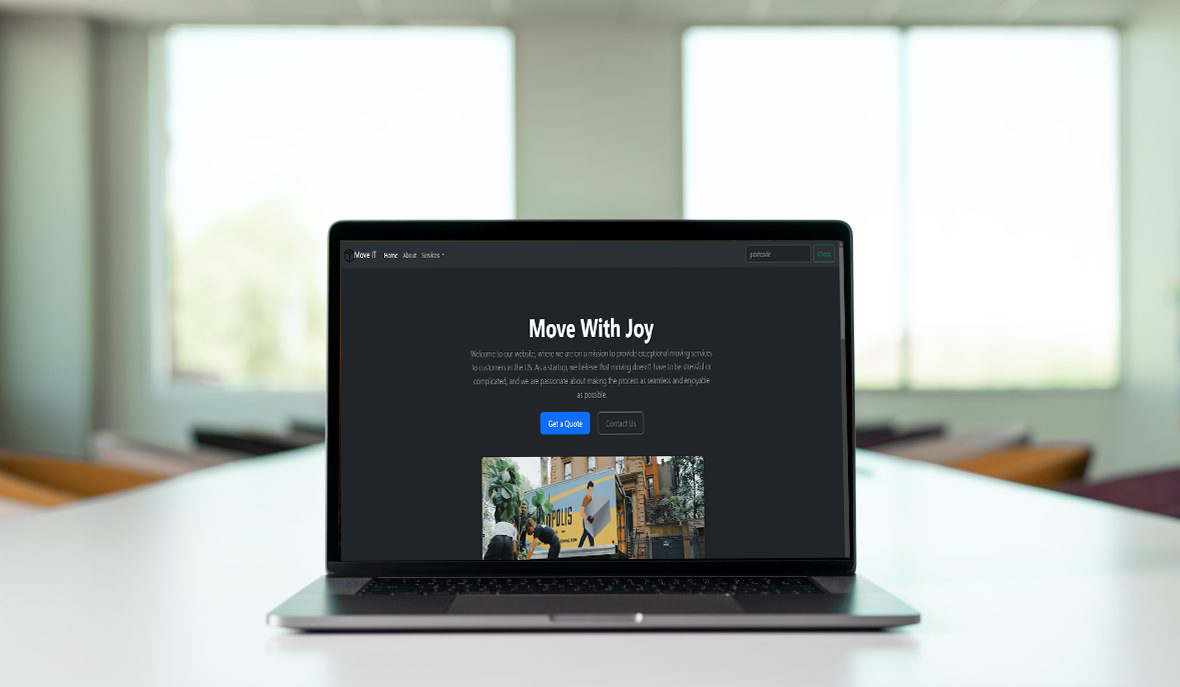 Move IT Home About Services postcode Check
Move With Joy
Welcome to our website, where we are on a mission to provide exceptional moving services
to customers in the US. As a startup, we believe that moving doesn't have to be stressful or
complicated, and we are passionate about making the process as seamless and enjoyable
as possible.
Get a Quote Contact Us
OPOLIS